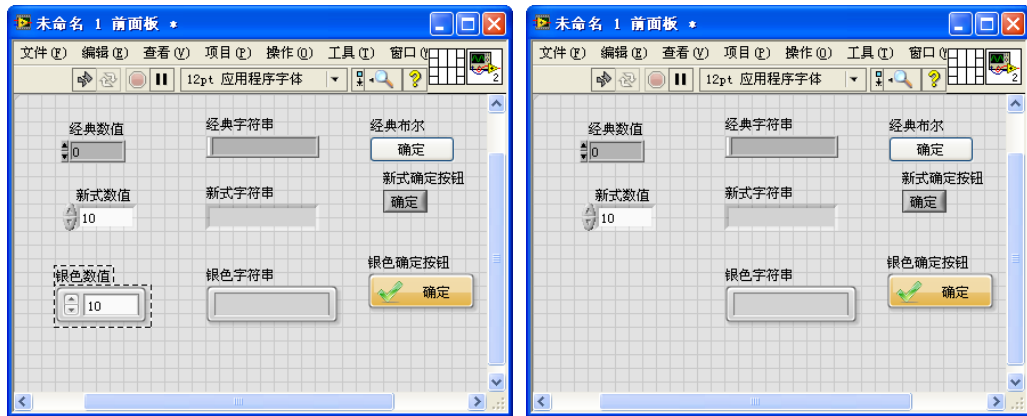 未命名 1 前面板 *
文件(F) 编辑(E) 查看(V) 项目(P) 操作(O) 工具(T) 窗口(
12pt 应用程序字体
2
经典数值 经典字符串 经典布尔
0 确定
新式数值 新式字符串 新式确定按钮
10 确定
银色数值 银色字符串 银色确定按钮
10 确定
未命名 1 前面板 *
文件(F) 编辑(E) 查看(V) 项目(P) 操作(O) 工具(T) 窗口(
12pt 应用程序字体
2
经典数值 经典字符串 经典布尔
0 确定
新式数值 新式字符串 新式确定按钮
10 确定
银色字符串 银色确定按钮
确定